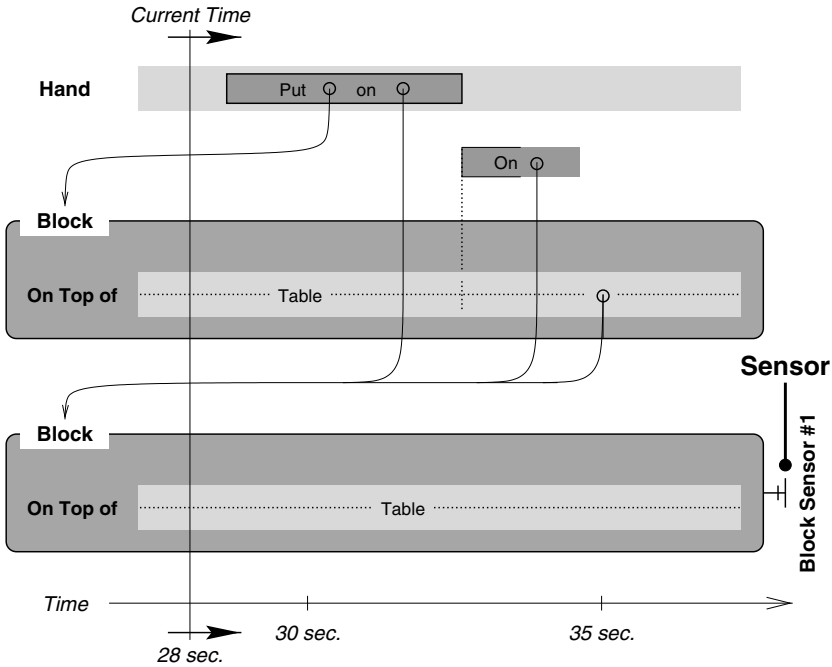 Current Time
Hand
Put on
On
Block
On Top of
Table
Sensor
Block
Block Sensor #1
On Top of
Table
Time
30 sec.
35 sec.
28 sec.